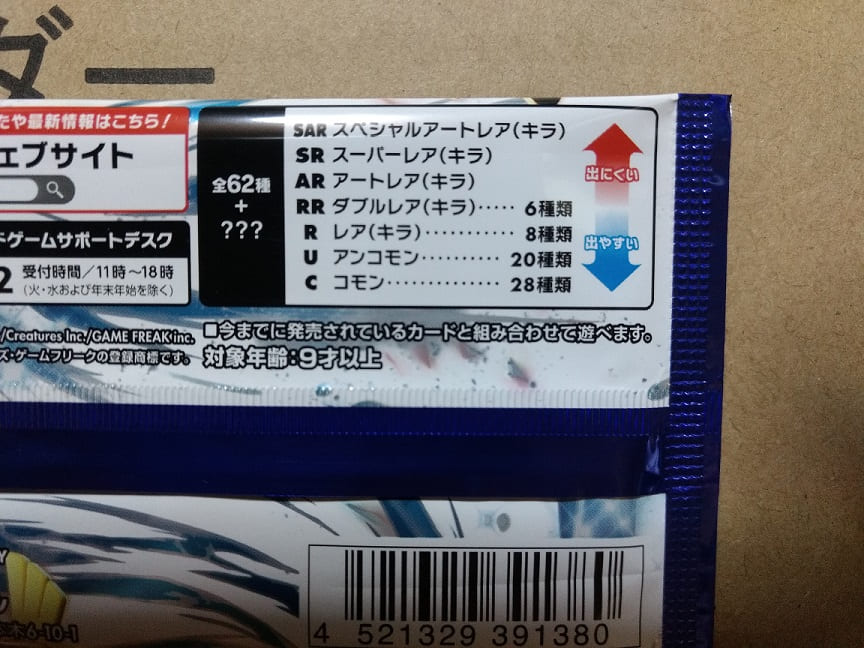 ダー
たや最新情報はこちら！
ェブサイト
ドゲームサポートデスク
2 受付時間／11時～18時
（火・水および年末年始を除く）
全62種
+
???
SAR スペシャルアートレア（キラ）
SR スーパーレア（キラ）
AR アートレア（キラ）
RR ダブルレア（キラ）‥‥‥ 6種類
R レア（キラ）‥‥‥‥‥‥ 8種類
U アンコモン‥‥‥‥‥‥ 20種類
C コモン‥‥‥‥‥‥‥‥ 28種類
出にくい
出やすい
/Creatures Inc./GAME FREAK inc.
ズ・ゲームフリークの登録商標です。
■今までに発売されているカードと組み合わせて遊べます。
対象年齢：9才以上
Y
ン
木6-10-1
4 521329 391380